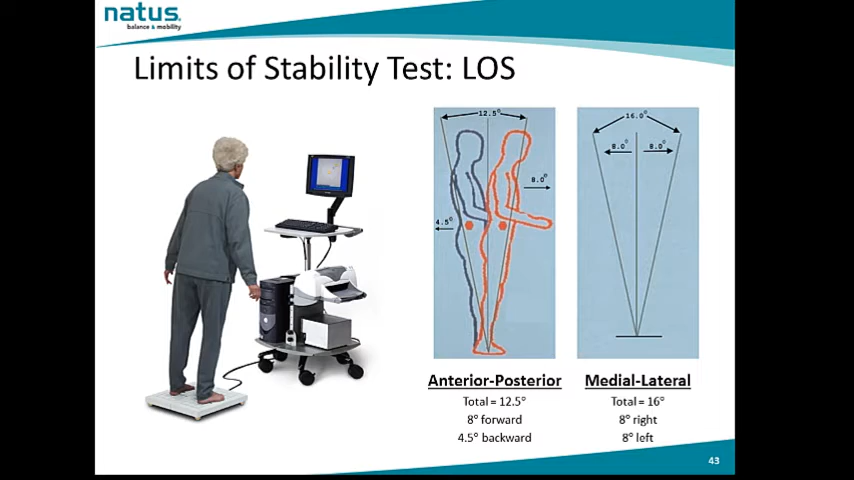 natus
balance & mobility
Limits of Stability Test: LOS
12.5°
8.0°
4.5°
16.0°
8.0°
8.0°
Anterior-Posterior
Total = 12.5°
8° forward
4.5° backward
Medial-Lateral
Total = 16°
8° right
8° left
43